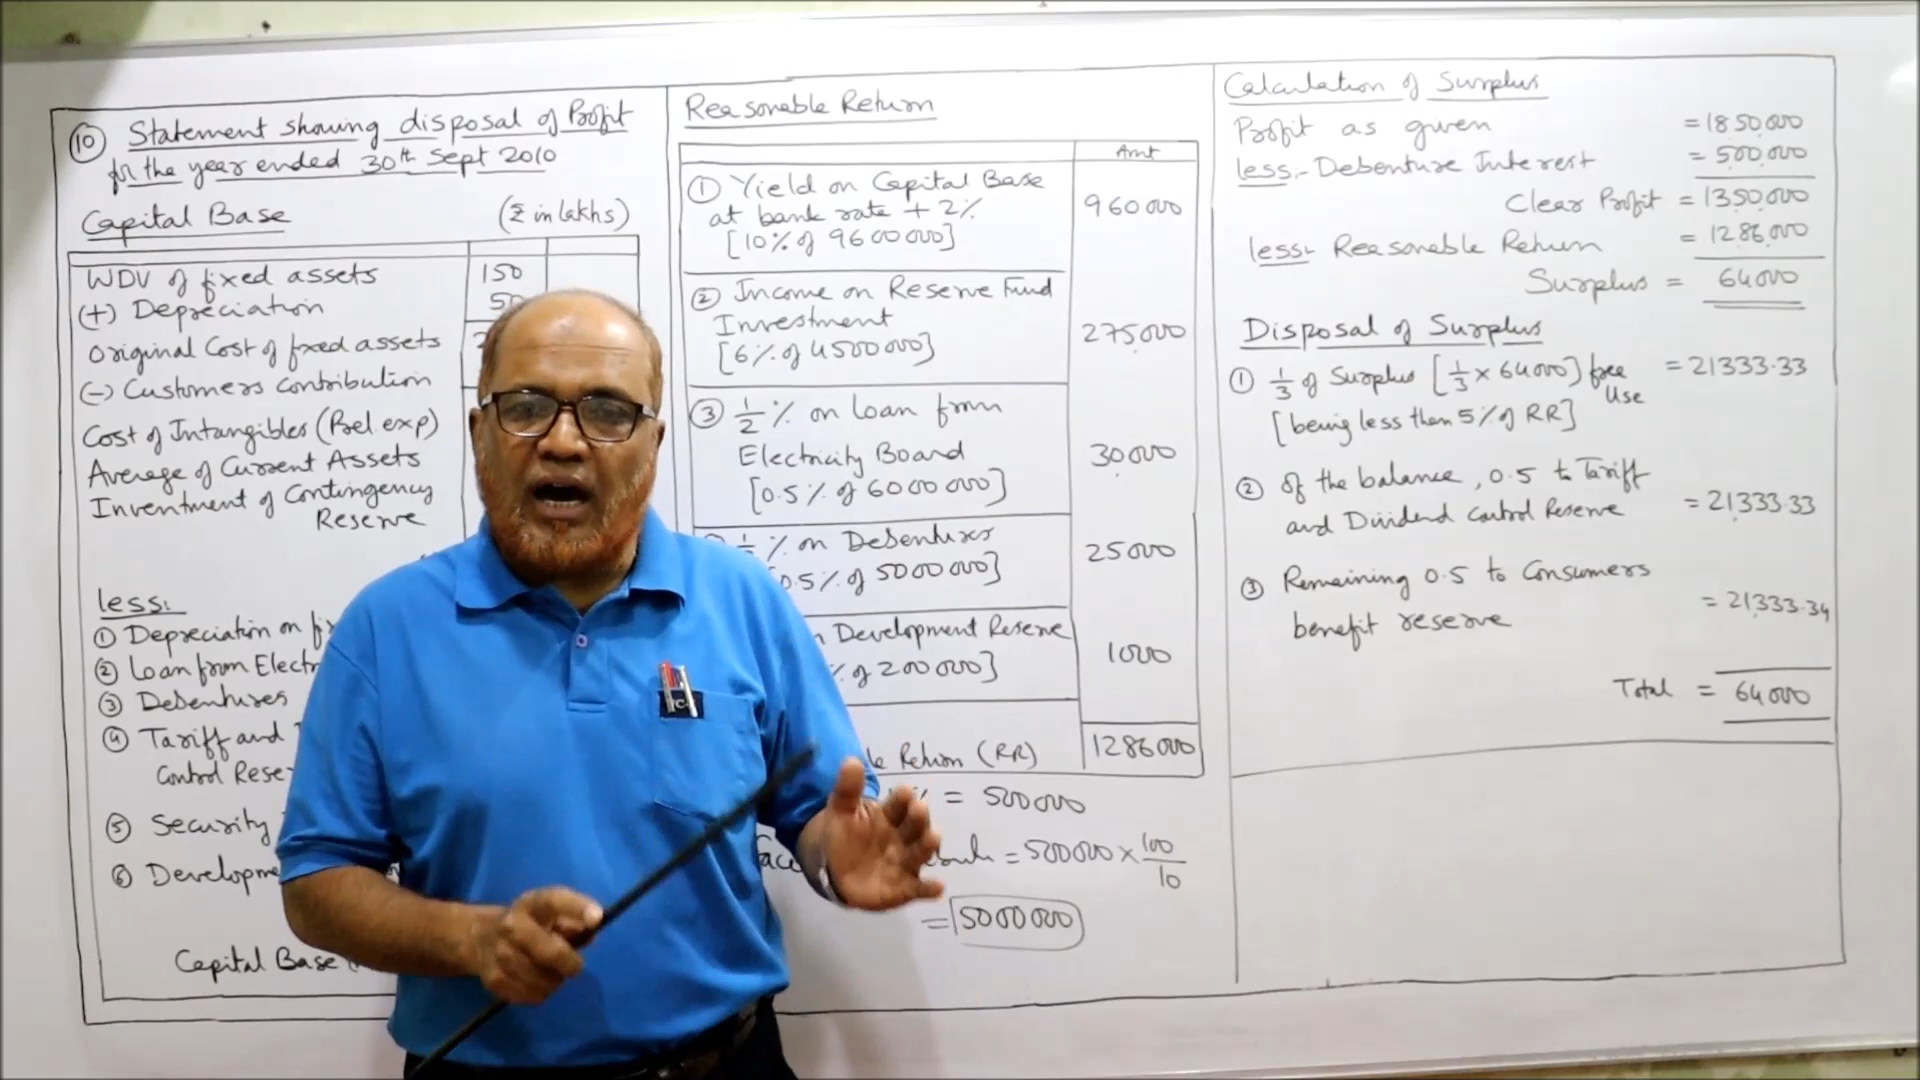 10 Statement showing disposal of Profit
for the year ended 30th Sept 2010
Capital Base (₹ in lakhs)
WDV of fixed assets 150
(+) Depreciation 50
Original Cost of fixed assets 2
(-) Customers contribution
Cost of Intangibles (Pel exp)
Average of Current Assets
Inventment of Contingency
Reserve
less:
① Depreciation on
② Loan from
③ Debentures
④ Tariff and
Control
⑤ Security
⑥
Capital Base
Reasonable Return
Amt
① Yield on Capital Base
at bank rate + 2%
[10% of 9600000] 960000
② Income on Reserve Fund
Investment
[6% of 4500000] 275000
③ 1/2 % on loan from
Electricity Board
[0.5% of 6000000] 30000
% on Debentures
0.5% of 5000000] 25000
Development Reserve
% of 200000] 1000
Return (RR) 1286000
% = 500000
= 500000 × 100/10
= 5000000
Calculation of Surplus
Profit as given = 1850000
less:- Debenture Interest = 500000
Clear Profit = 1350000
less:- Reasonable Return = 1286000
Surplus = 64000
Disposal of Surplus
① 1/3 of Surplus [1/3 × 64000] free = 21333.33
Use
[being less then 5% of RR]
② of the balance, 0.5 to Tariff
and Dividend Control Reserve = 21333.33
③ Remaining 0.5 to Consumers
benefit reserve = 21333.34
Total = 64000